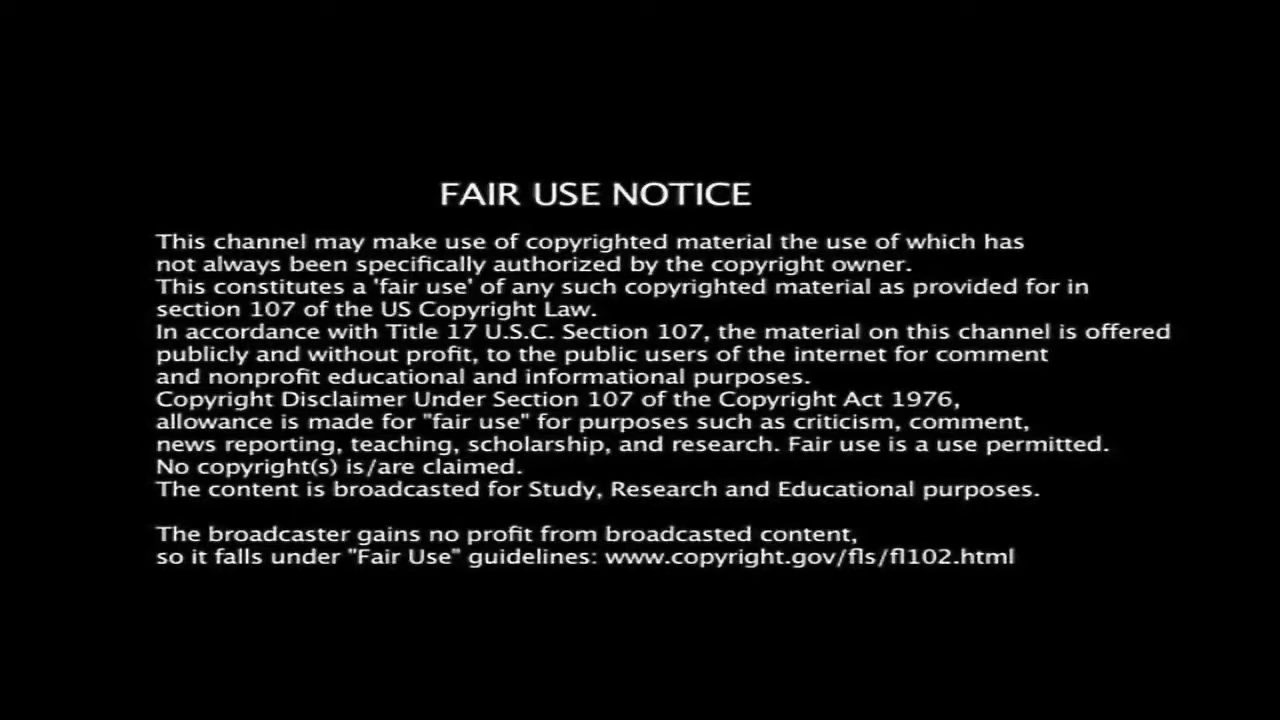 FAIR USE NOTICE
This channel may make use of copyrighted material the use of which has
not always been specifically authorized by the copyright owner.
This constitutes a 'fair use' of any such copyrighted material as provided for in
section 107 of the US Copyright Law.
In accordance with Title 17 U.S.C. Section 107, the material on this channel is offered
publicly and without profit, to the public users of the internet for comment
and nonprofit educational and informational purposes.
Copyright Disclaimer Under Section 107 of the Copyright Act 1976,
allowance is made for "fair use" for purposes such as criticism, comment,
news reporting, teaching, scholarship, and research. Fair use is a use permitted.
No copyright(s) is/are claimed.
The content is broadcasted for Study, Research and Educational purposes.
The broadcaster gains no profit from broadcasted content,
so it falls under "Fair Use" guidelines: www.copyright.gov/fls/fl102.html